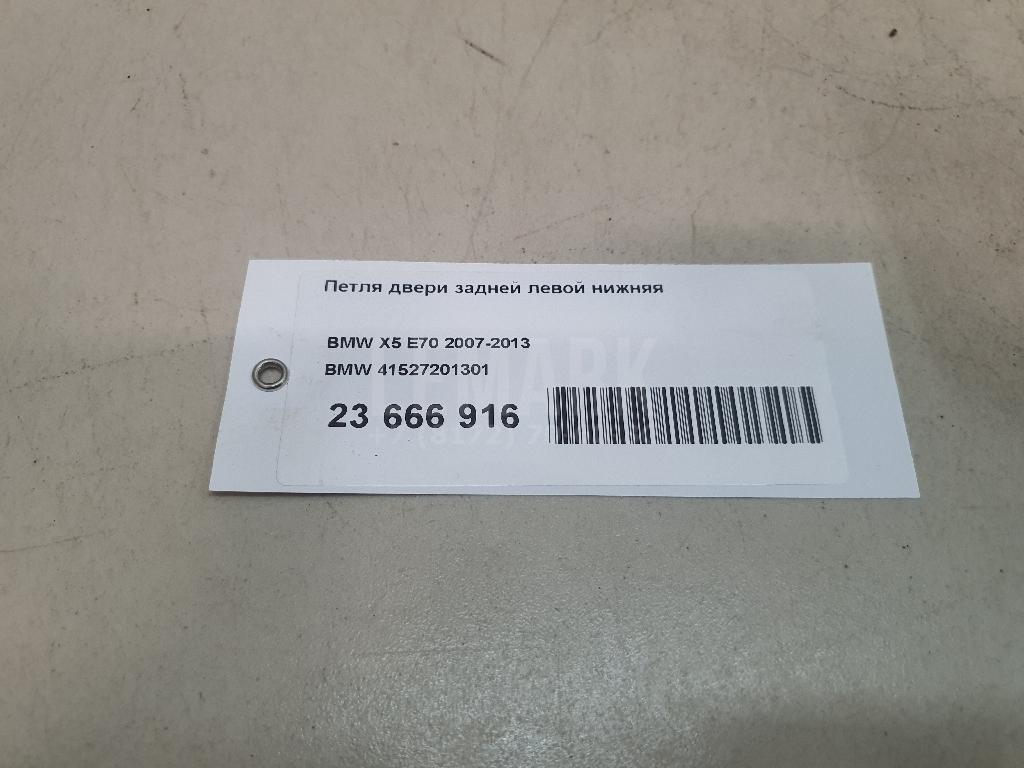 Петля двери задней левой нижняя
BMW X5 E70 2007-2013
BMW 41527201301
23 666 916